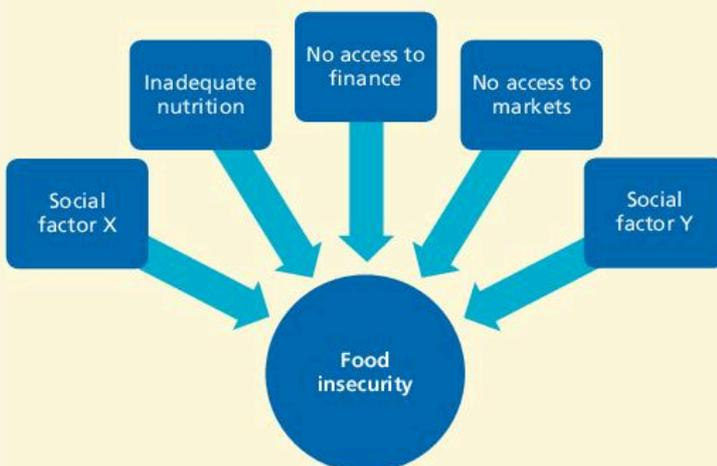 No access to
finance
Inadequate
nutrition
No access to
markets
Social
factor X
Social
factor Y
Food
insecurity